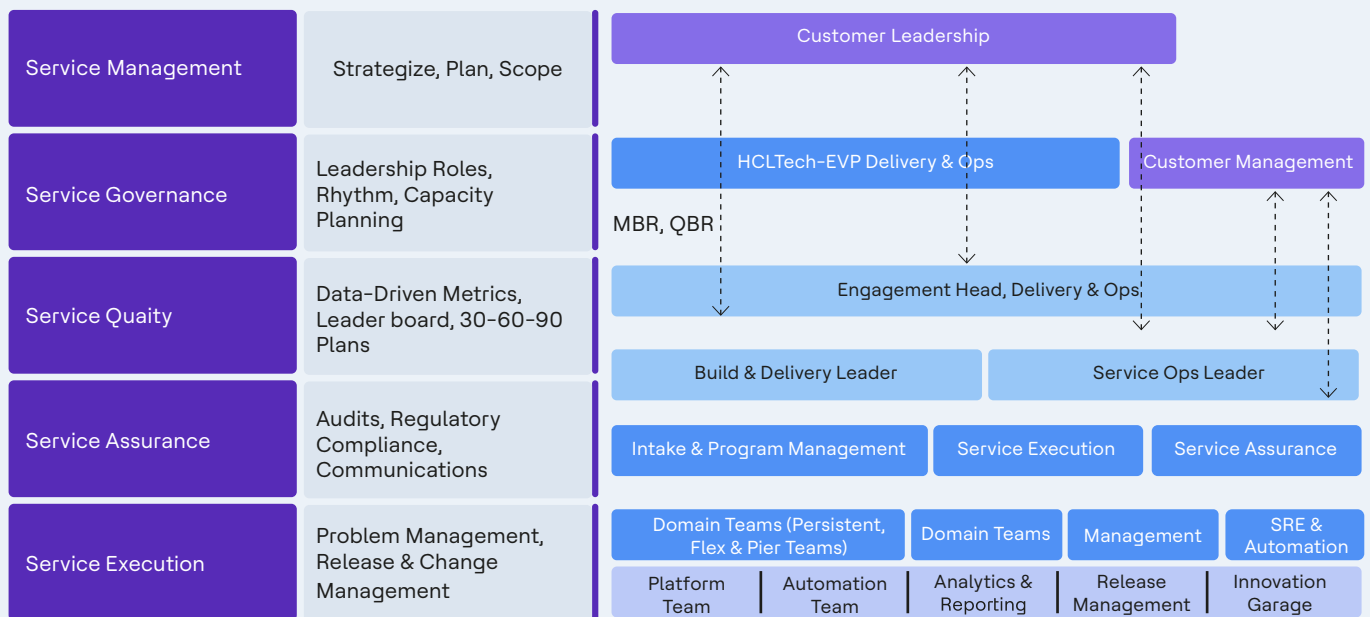 Service Management
Strategize, Plan, Scope
Customer Leadership
Service Governance
Leadership Roles,
Rhythm, Capacity
Planning
HCLTech-EVP Delivery & Ops
Customer Management
MBR, QBR
Service Quaity
Data-Driven Metrics,
Leader board, 30-60-90
Plans
Engagement Head, Delivery & Ops
Build & Delivery Leader
Service Ops Leader
Service Assurance
Audits, Regulatory
Compliance,
Communications
Intake & Program Management
Service Execution
Service Assurance
Service Execution
Problem Management,
Release & Change
Management
Domain Teams (Persistent,
Flex & Pier Teams)
Domain Teams
Management
SRE &
Automation
Platform
Team
Automation
Team
Analytics &
Reporting
Release
Management
Innovation
Garage